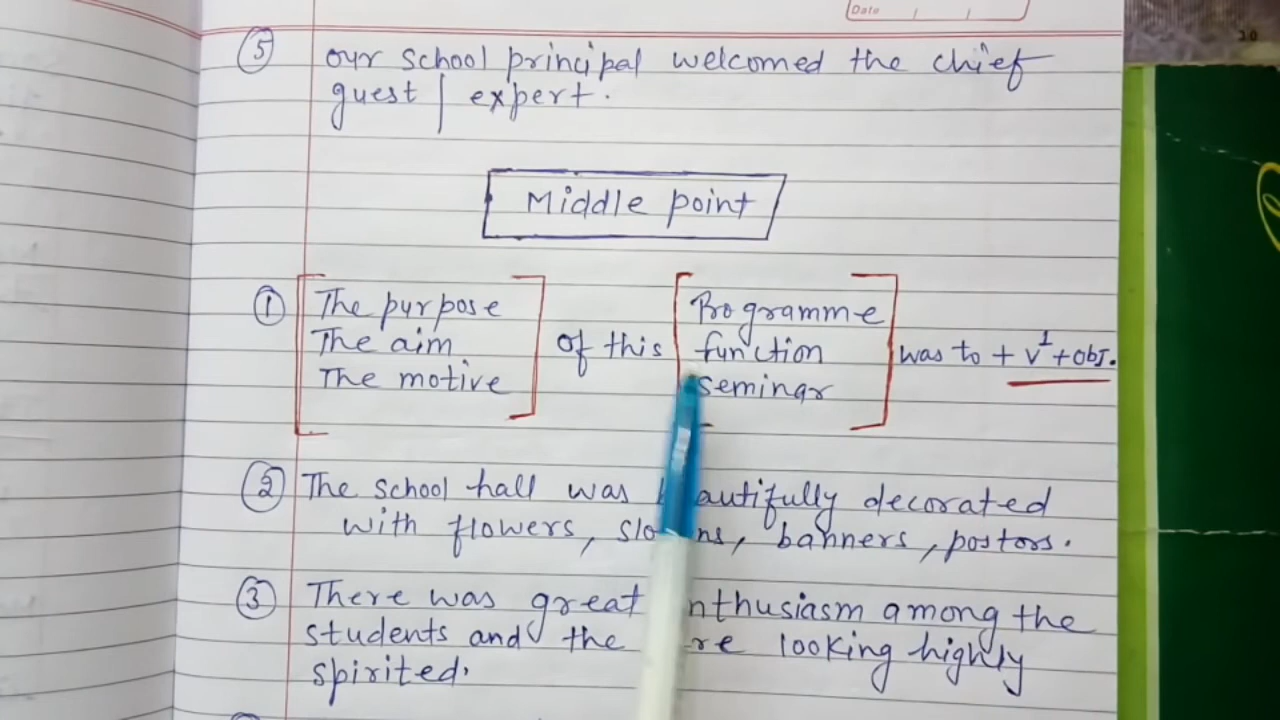 Date
⑤ our school principal welcomed the chief
guest / expert.
Middle point
① The purpose
The aim
The motive
of this
Programme
function
seminar
was to + V¹ + obj.
② The school hall was autifully decorated
with flowers, slo ns, banners, postors.
③ There was great nthusiasm among the
students and the re looking highly
spirited.